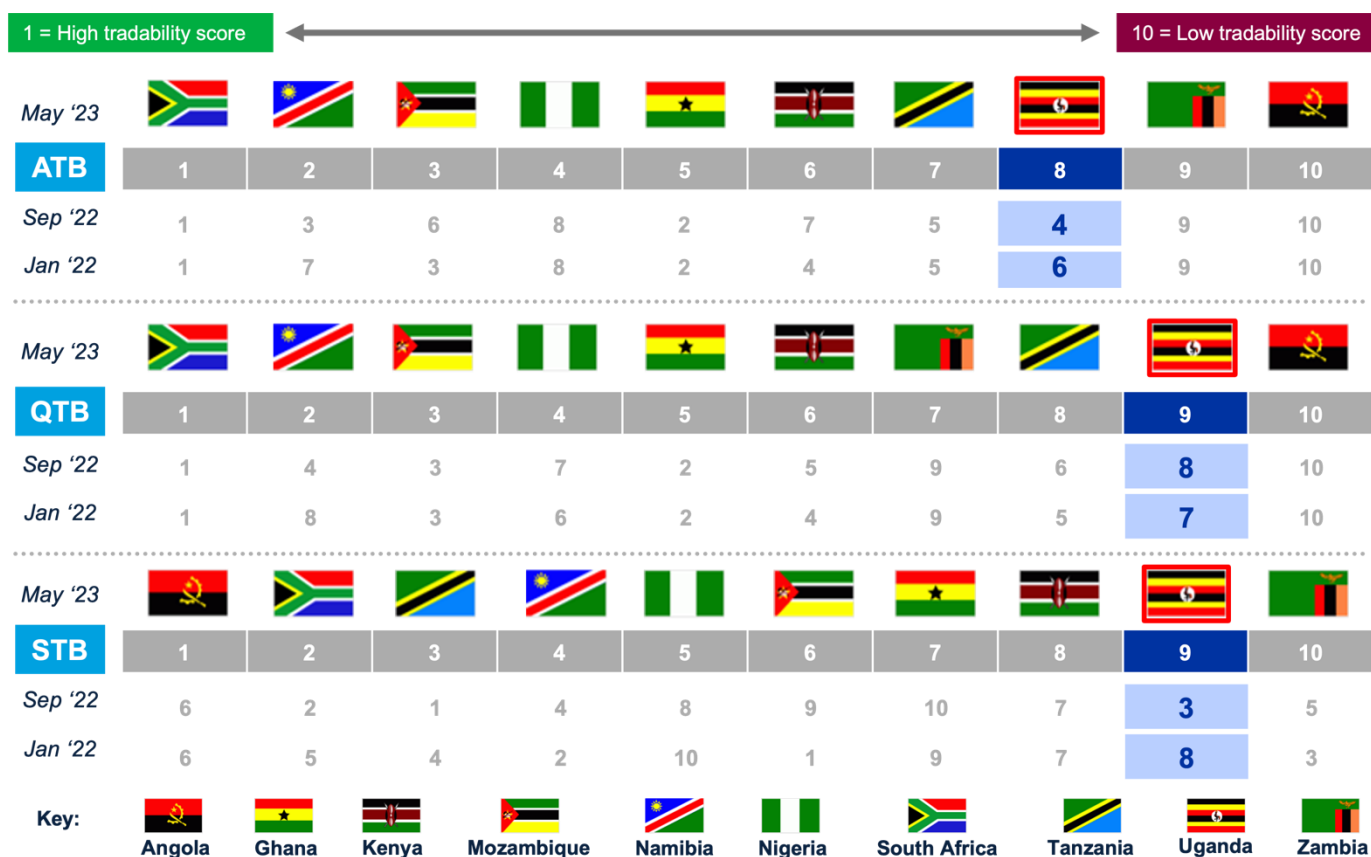 1 = High tradability score 10 = Low tradability score
May ‘23
ATB 1 2 3 4 5 6 7 8 9 10
Sep ‘22 1 3 6 8 2 7 5 4 9 10
Jan ‘22 1 7 3 8 2 4 5 6 9 10
May ‘23
QTB 1 2 3 4 5 6 7 8 9 10
Sep ‘22 1 4 3 7 2 5 9 6 8 10
Jan ‘22 1 8 3 6 2 4 9 5 7 10
May ‘23
STB 1 2 3 4 5 6 7 8 9 10
Sep ‘22 6 2 1 4 8 9 10 7 3 5
Jan ‘22 6 5 4 2 10 1 9 7 8 3
Key:
Angola Ghana Kenya Mozambique Namibia Nigeria South Africa Tanzania Uganda Zambia